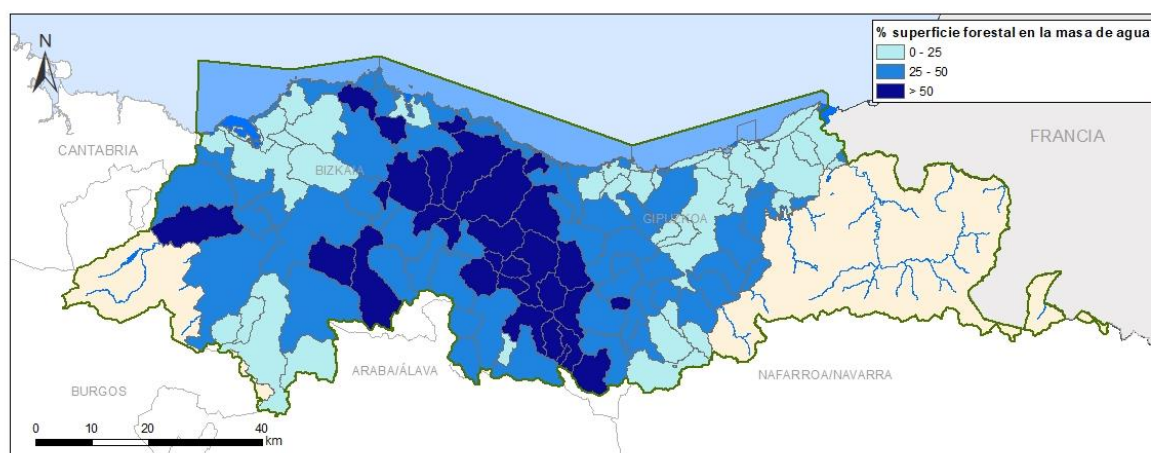 % superficie forestal en la masa de agua
0 - 25
25 - 50
> 50
N
FRANCIA
CANTABRIA
BIZKAIA
GIPUZKOA
ARABA/ÁLAVA
NAFARROA/NAVARRA
BURGOS
0 10 20 40
km